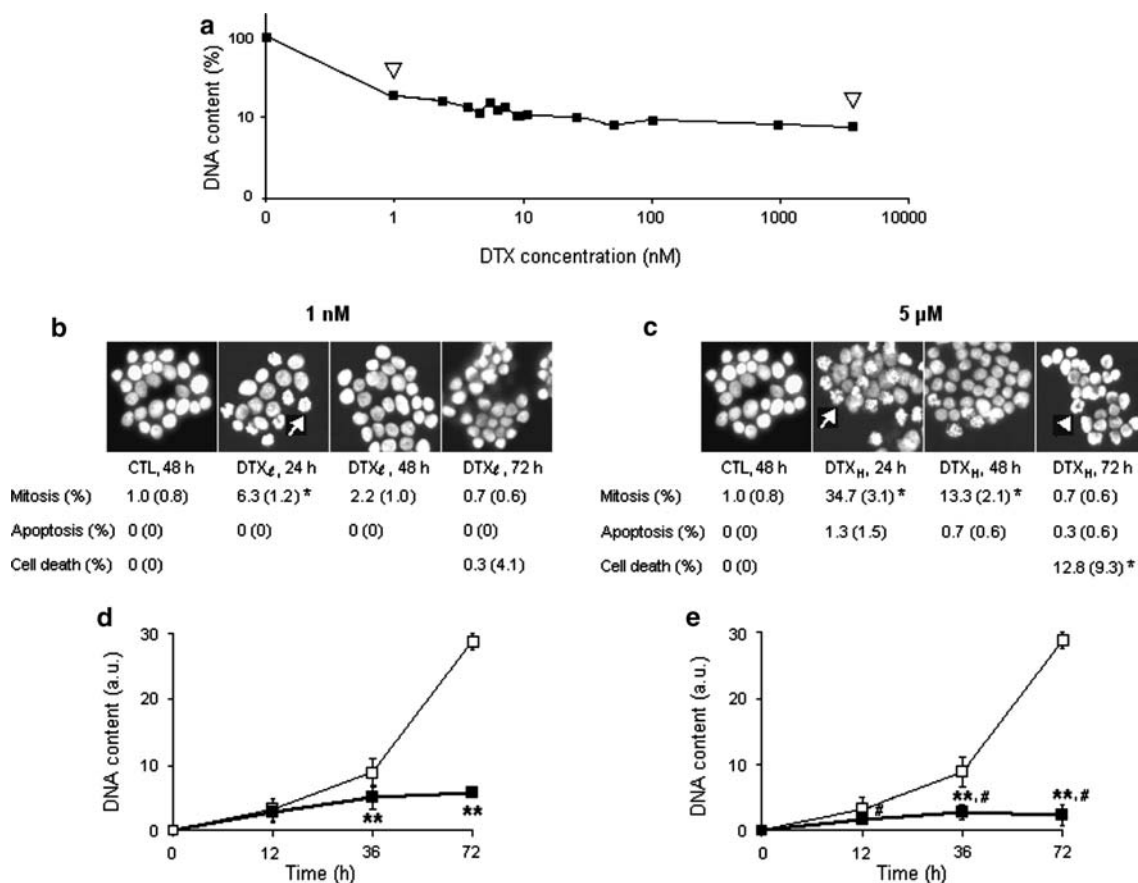 a
100
10
0
DNA content (%)
0 1 10 100 1000 10000
DTX concentration (nM)
b
1 nM
CTL, 48 h DTXℓ, 24 h DTXℓ, 48 h DTXℓ, 72 h
Mitosis (%) 1.0 (0.8) 6.3 (1.2) * 2.2 (1.0) 0.7 (0.6)
Apoptosis (%) 0 (0) 0 (0) 0 (0) 0 (0)
Cell death (%) 0 (0) 0.3 (4.1)
c
5 µM
CTL, 48 h DTXH, 24 h DTXH, 48 h DTXH, 72 h
Mitosis (%) 1.0 (0.8) 34.7 (3.1) * 13.3 (2.1) * 0.7 (0.6)
Apoptosis (%) 0 (0) 1.3 (1.5) 0.7 (0.6) 0.3 (0.6)
Cell death (%) 0 (0) 12.8 (9.3) *
d
30
20
10
0
DNA content (a.u.)
** **
0 12 36 72
Time (h)
e
30
20
10
0
DNA content (a.u.)
# **,# **,#
0 12 36 72
Time (h)